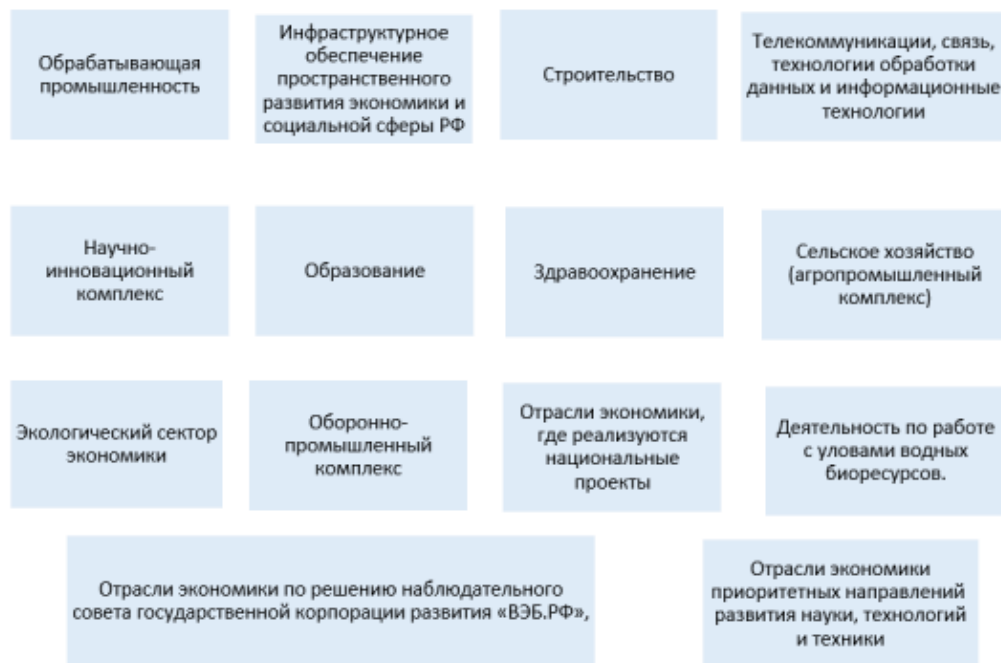 Обрабатывающая
промышленность
Инфраструктурное
обеспечение
пространственного
развития экономики и
социальной сферы РФ
Строительство
Телекоммуникации, связь,
технологии обработки
данных и информационные
технологии
Научно-
инновационный
комплекс
Образование
Здравоохранение
Сельское хозяйство
(агропромышленный
комплекс)
Экологический сектор
экономики
Оборонно-
промышленный
комплекс
Отрасли экономики,
где реализуются
национальные
проекты
Деятельность по работе
с уловами водных
биоресурсов.
Отрасли экономики по решению наблюдательного
совета государственной корпорации развития «ВЭБ.РФ»,
Отрасли экономики
приоритетных направлений
развития науки, технологий
и техники